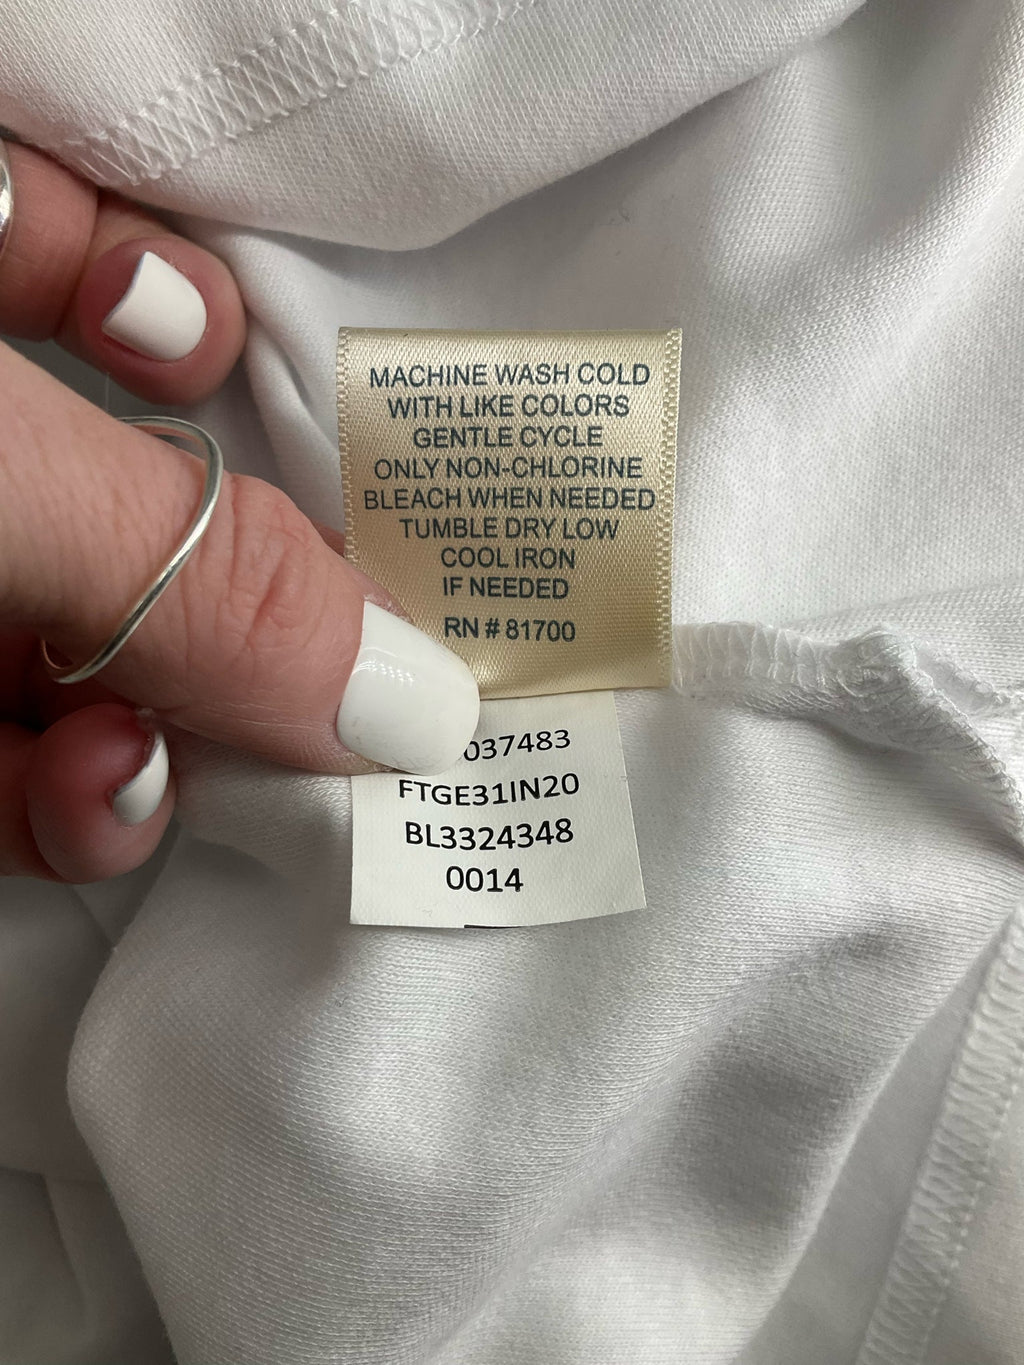 MACHINE WASH COLD
WITH LIKE COLORS
GENTLE CYCLE
ONLY NON-CHLORINE
BLEACH WHEN NEEDED
TUMBLE DRY LOW
COOL IRON
IF NEEDED
RN # 81700
037483
FTGE31IN20
BL3324348
0014